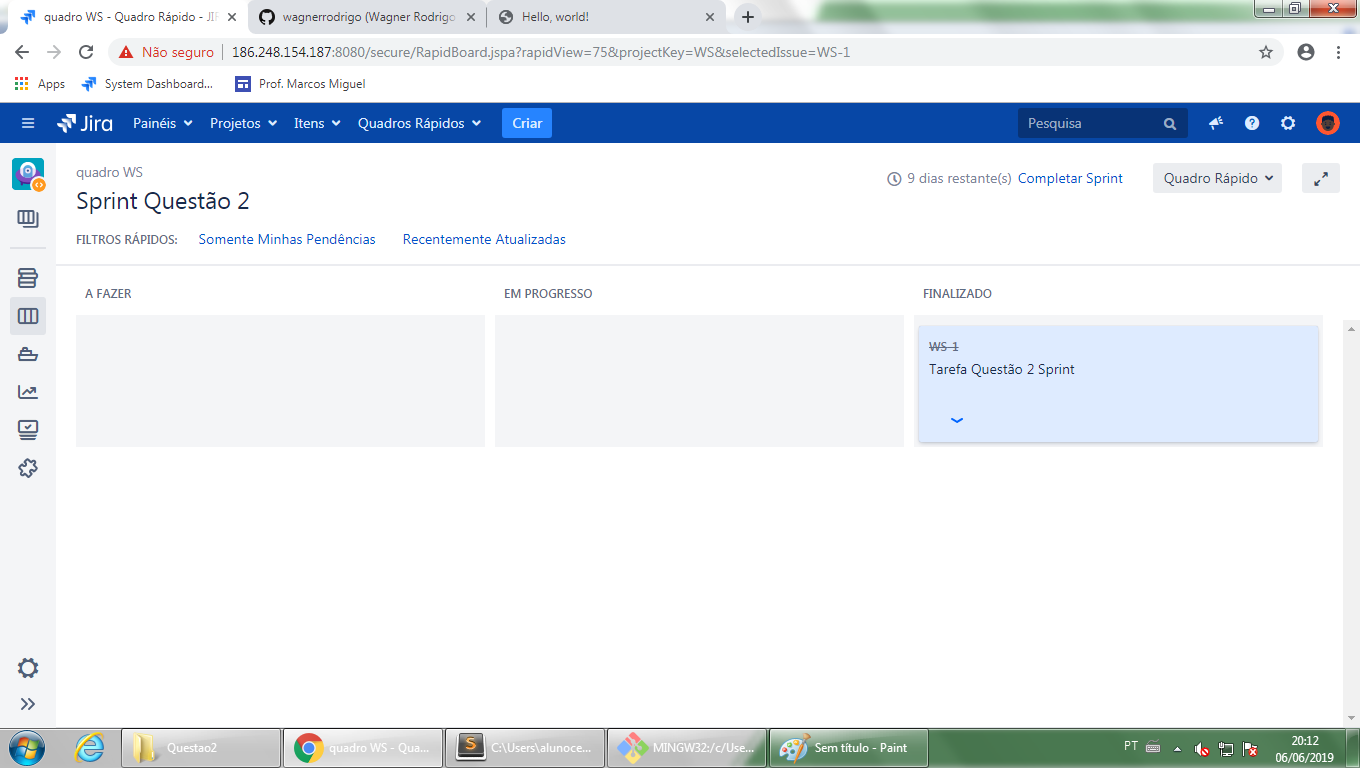 quadro WS - Quadro Rápido - JIR
wagnerrodrigo (Wagner Rodrigo
Hello, world!
Não seguro
186.248.154.187:8080/secure/RapidBoard.jspa?rapidView=75&projectKey=WS&selectedIssue=WS-1
Apps
System Dashboard...
Prof. Marcos Miguel
Jira
Painéis
Projetos
Itens
Quadros Rápidos
Criar
Pesquisa
quadro WS
9 dias restante(s) Completar Sprint
Quadro Rápido
Sprint Questão 2
FILTROS RÁPIDOS:
Somente Minhas Pendências
Recentemente Atualizadas
A FAZER
EM PROGRESSO
FINALIZADO
WS-1
Tarefa Questão 2 Sprint
Questao2
quadro WS - Qua...
C:\Users\alunoce...
MINGW32:/c/Use...
Sem título - Paint
PT
20:12
06/06/2019